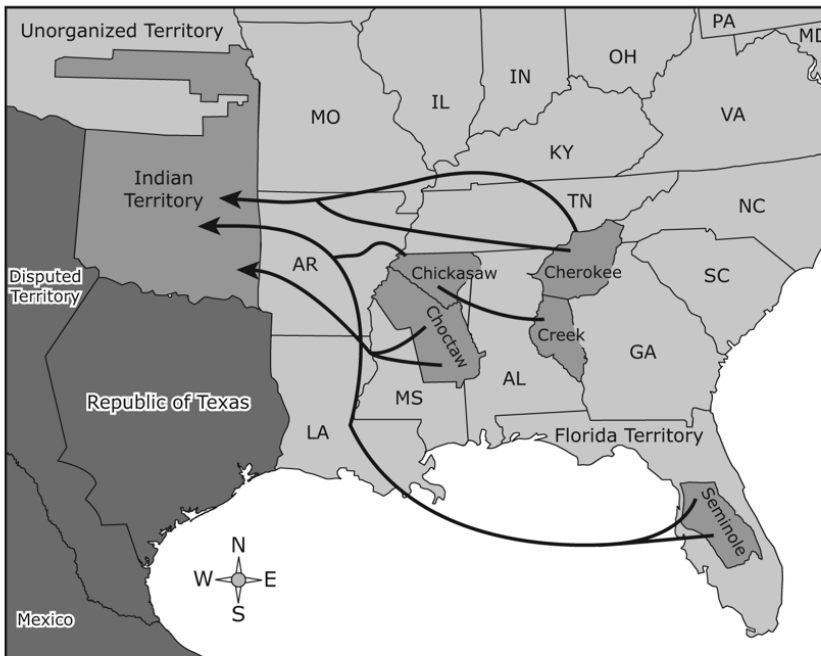 Unorganized Territory
PA
MD
OH
IN
IL
MO
VA
KY
Indian
Territory
TN
NC
AR
Chickasaw
Cherokee
SC
Disputed
Territory
Choctaw
Creek
GA
Republic of Texas
MS
AL
LA
Florida Territory
Seminole
N
W
E
S
Mexico